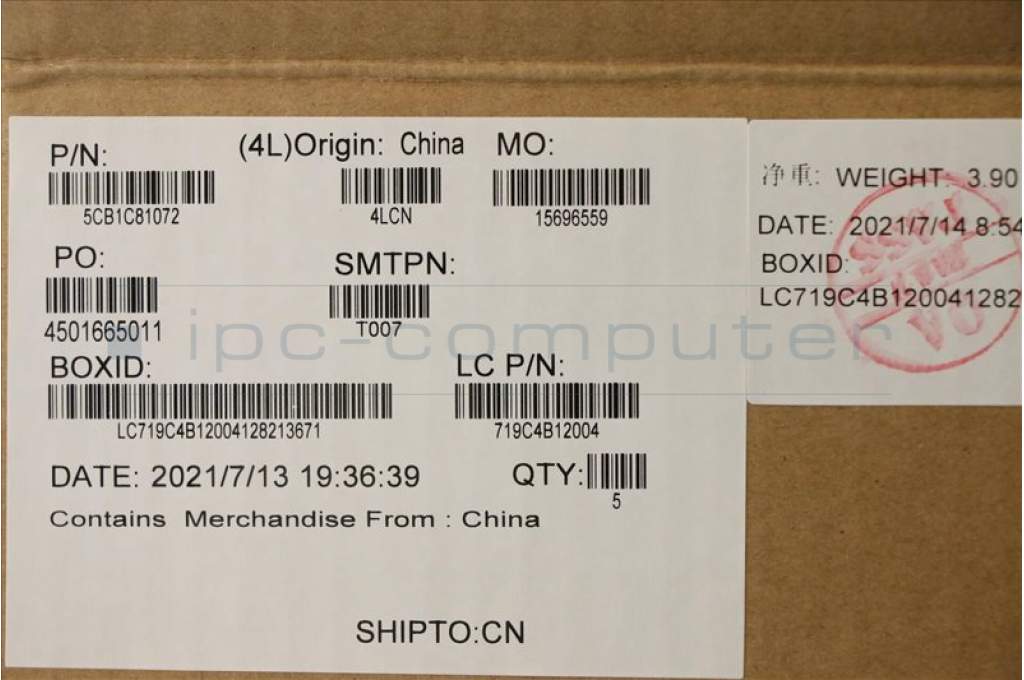 P/N: (4L)Origin: China MO:
5CB1C81072 4LCN 15696559
PO: SMTPN:
4501665011 T007
BOXID: LC P/N:
LC719C4B12004128213671 719C4B12004
DATE: 2021/7/13 19:36:39 QTY:
5
Contains Merchandise From : China
SHIPTO:CN
净重: WEIGHT: 3.90
DATE: 2021/7/14 8:54
BOXID:
LC719C4B120041282
ipc-computer